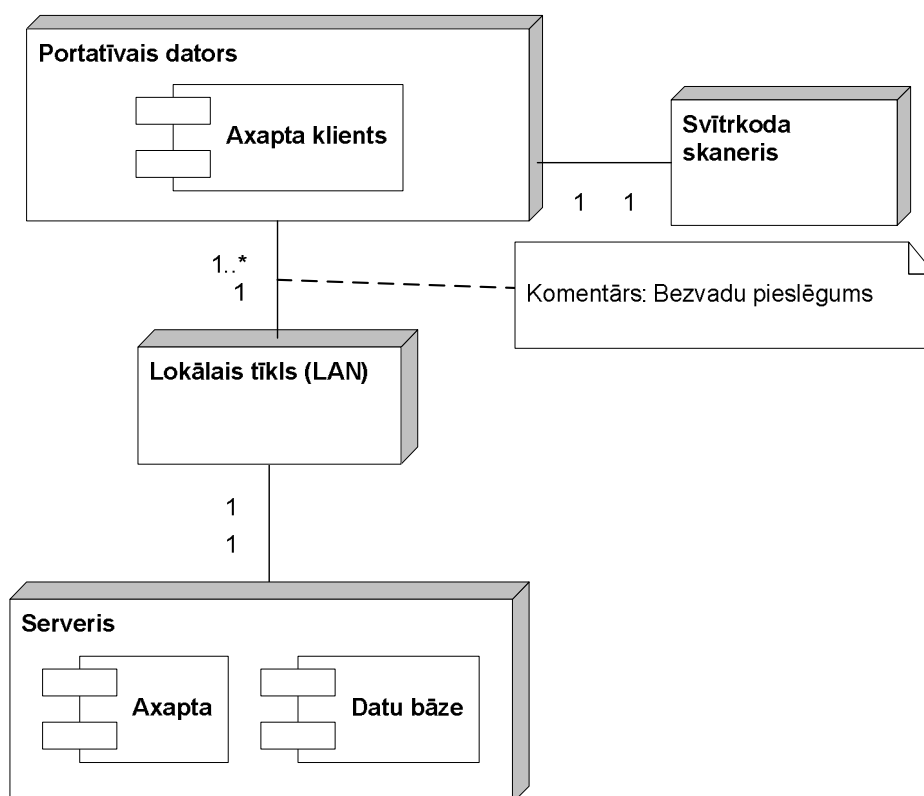 Portatīvais dators
Axapta klients
Svītrkoda
skaneris
1 1
1..*
1
Komentārs: Bezvadu pieslēgums
Lokālais tīkls (LAN)
1
1
Serveris
Axapta
Datu bāze